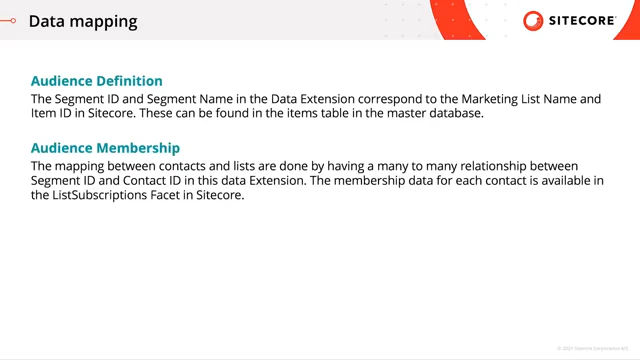 Data mapping
SITECORE
Audience Definition
The Segment ID and Segment Name in the Data Extension correspond to the Marketing List Name and
Item ID in Sitecore. These can be found in the items table in the master database.
Audience Membership
The mapping between contacts and lists are done by having a many to many relationship between
Segment ID and Contact ID in this data Extension. The membership data for each contact is available in
the ListSubscriptions Facet in Sitecore.